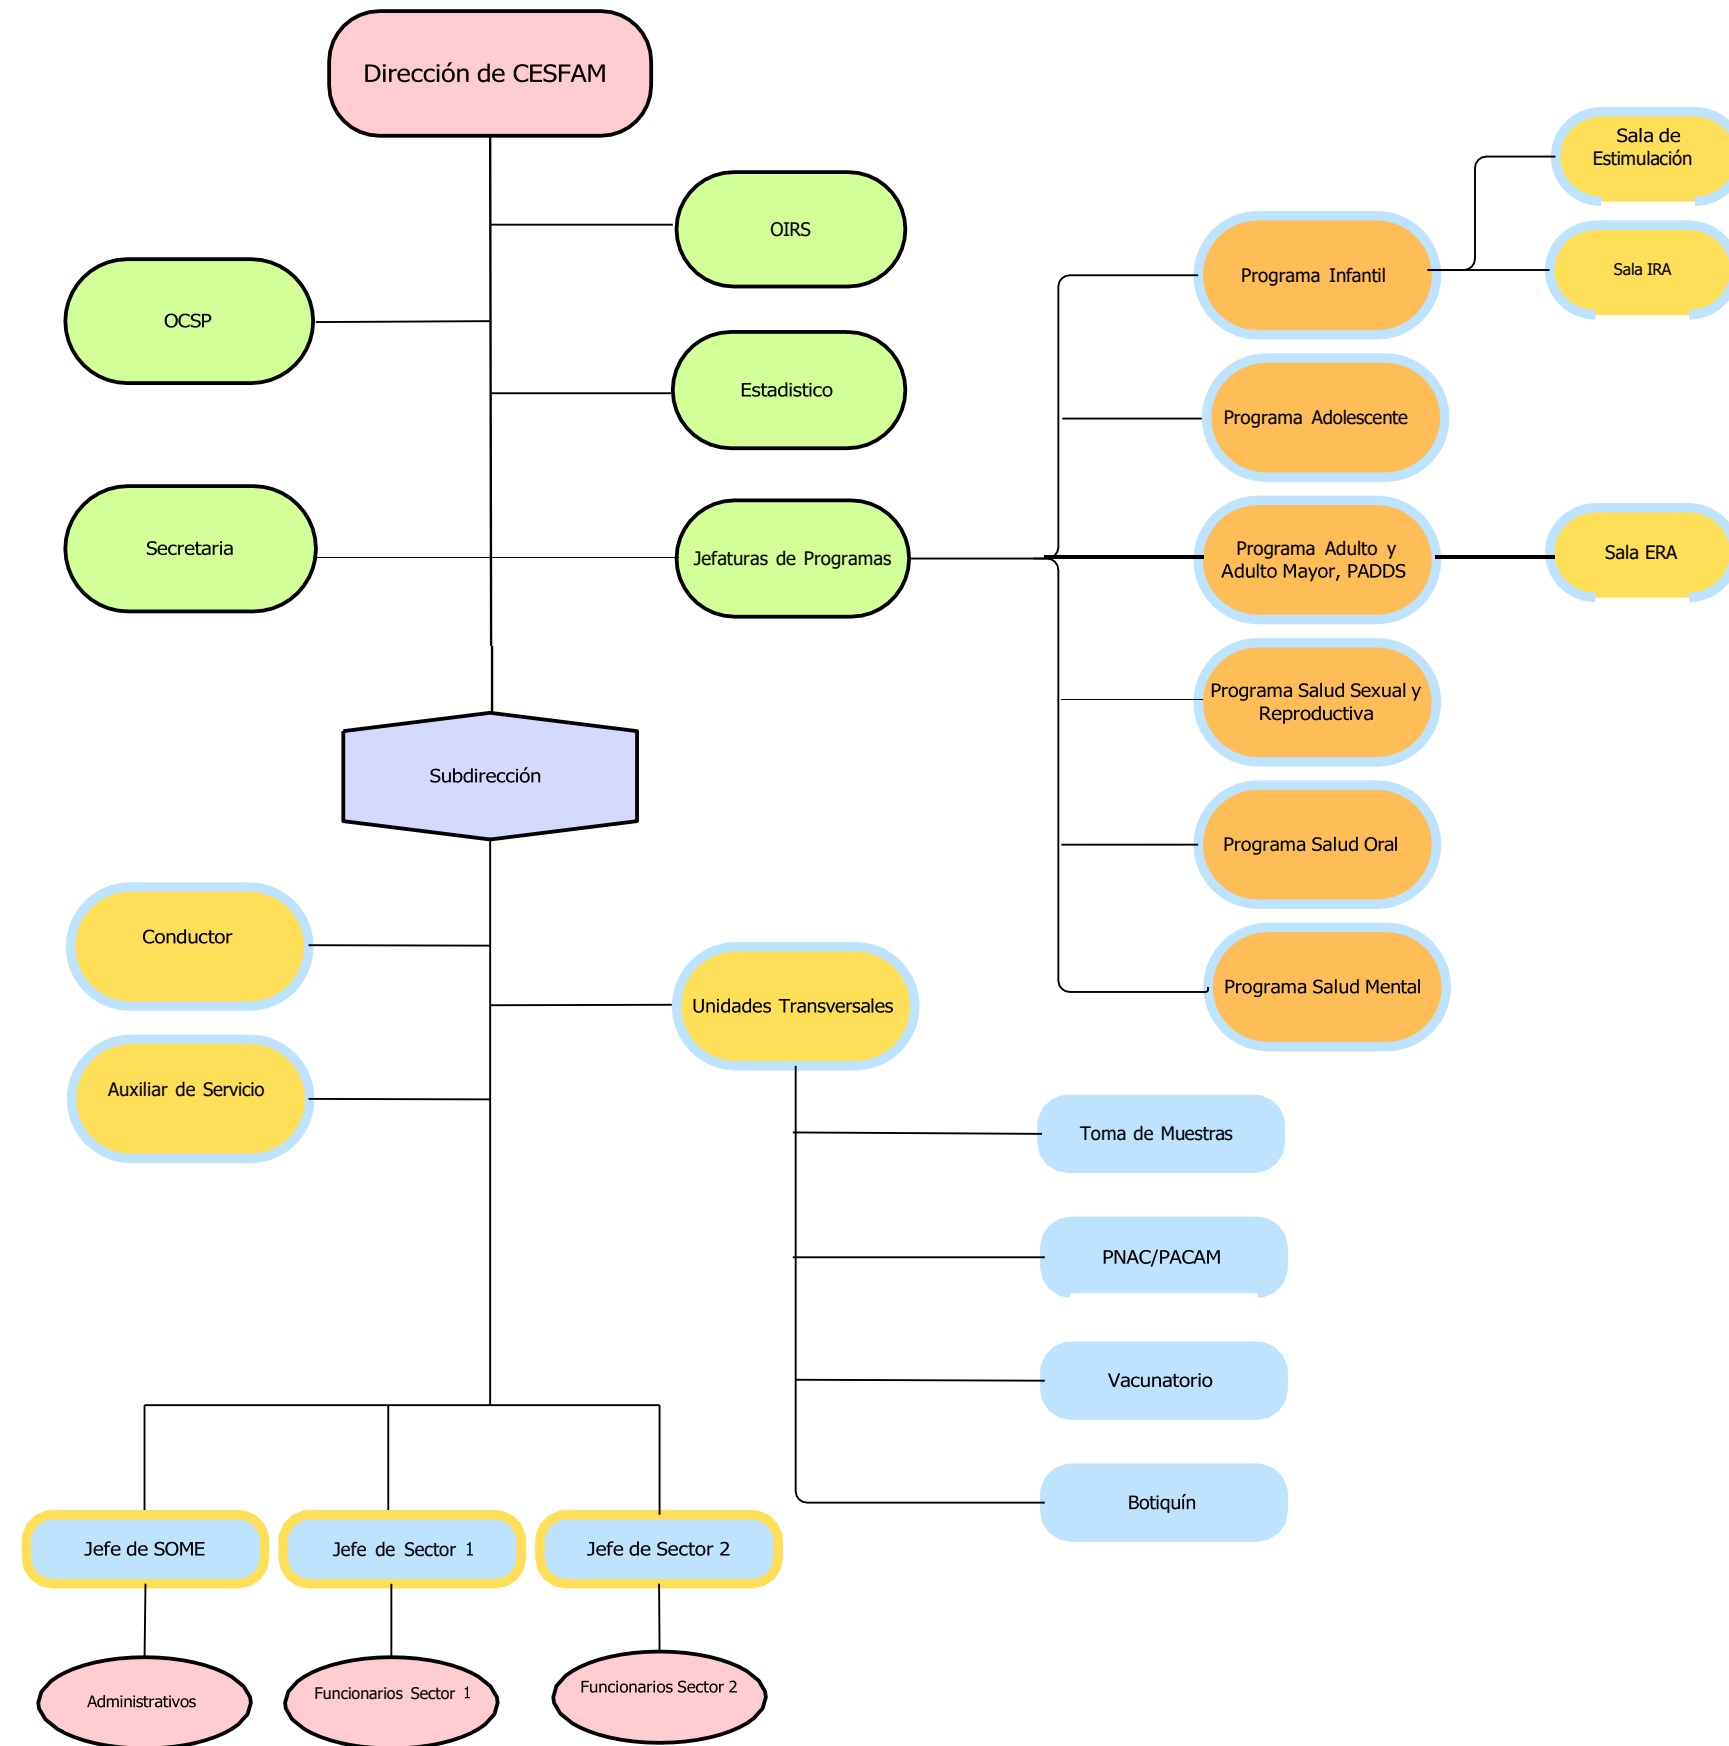 Dirección de CESFAM
Sala de
Estimulación
OIRS
Programa Infantil
Sala IRA
OCSP
Estadistico
Programa Adolescente
Secretaria
Jefaturas de Programas
Programa Adulto y
Adulto Mayor, PADDS
Sala ERA
Programa Salud Sexual y
Reproductiva
Subdirección
Programa Salud Oral
Conductor
Unidades Transversales
Programa Salud Mental
Auxiliar de Servicio
Toma de Muestras
PNAC/PACAM
Vacunatorio
Botiquín
Jefe de SOME
Jefe de Sector 1
Jefe de Sector 2
Administrativos
Funcionarios Sector 1
Funcionarios Sector 2